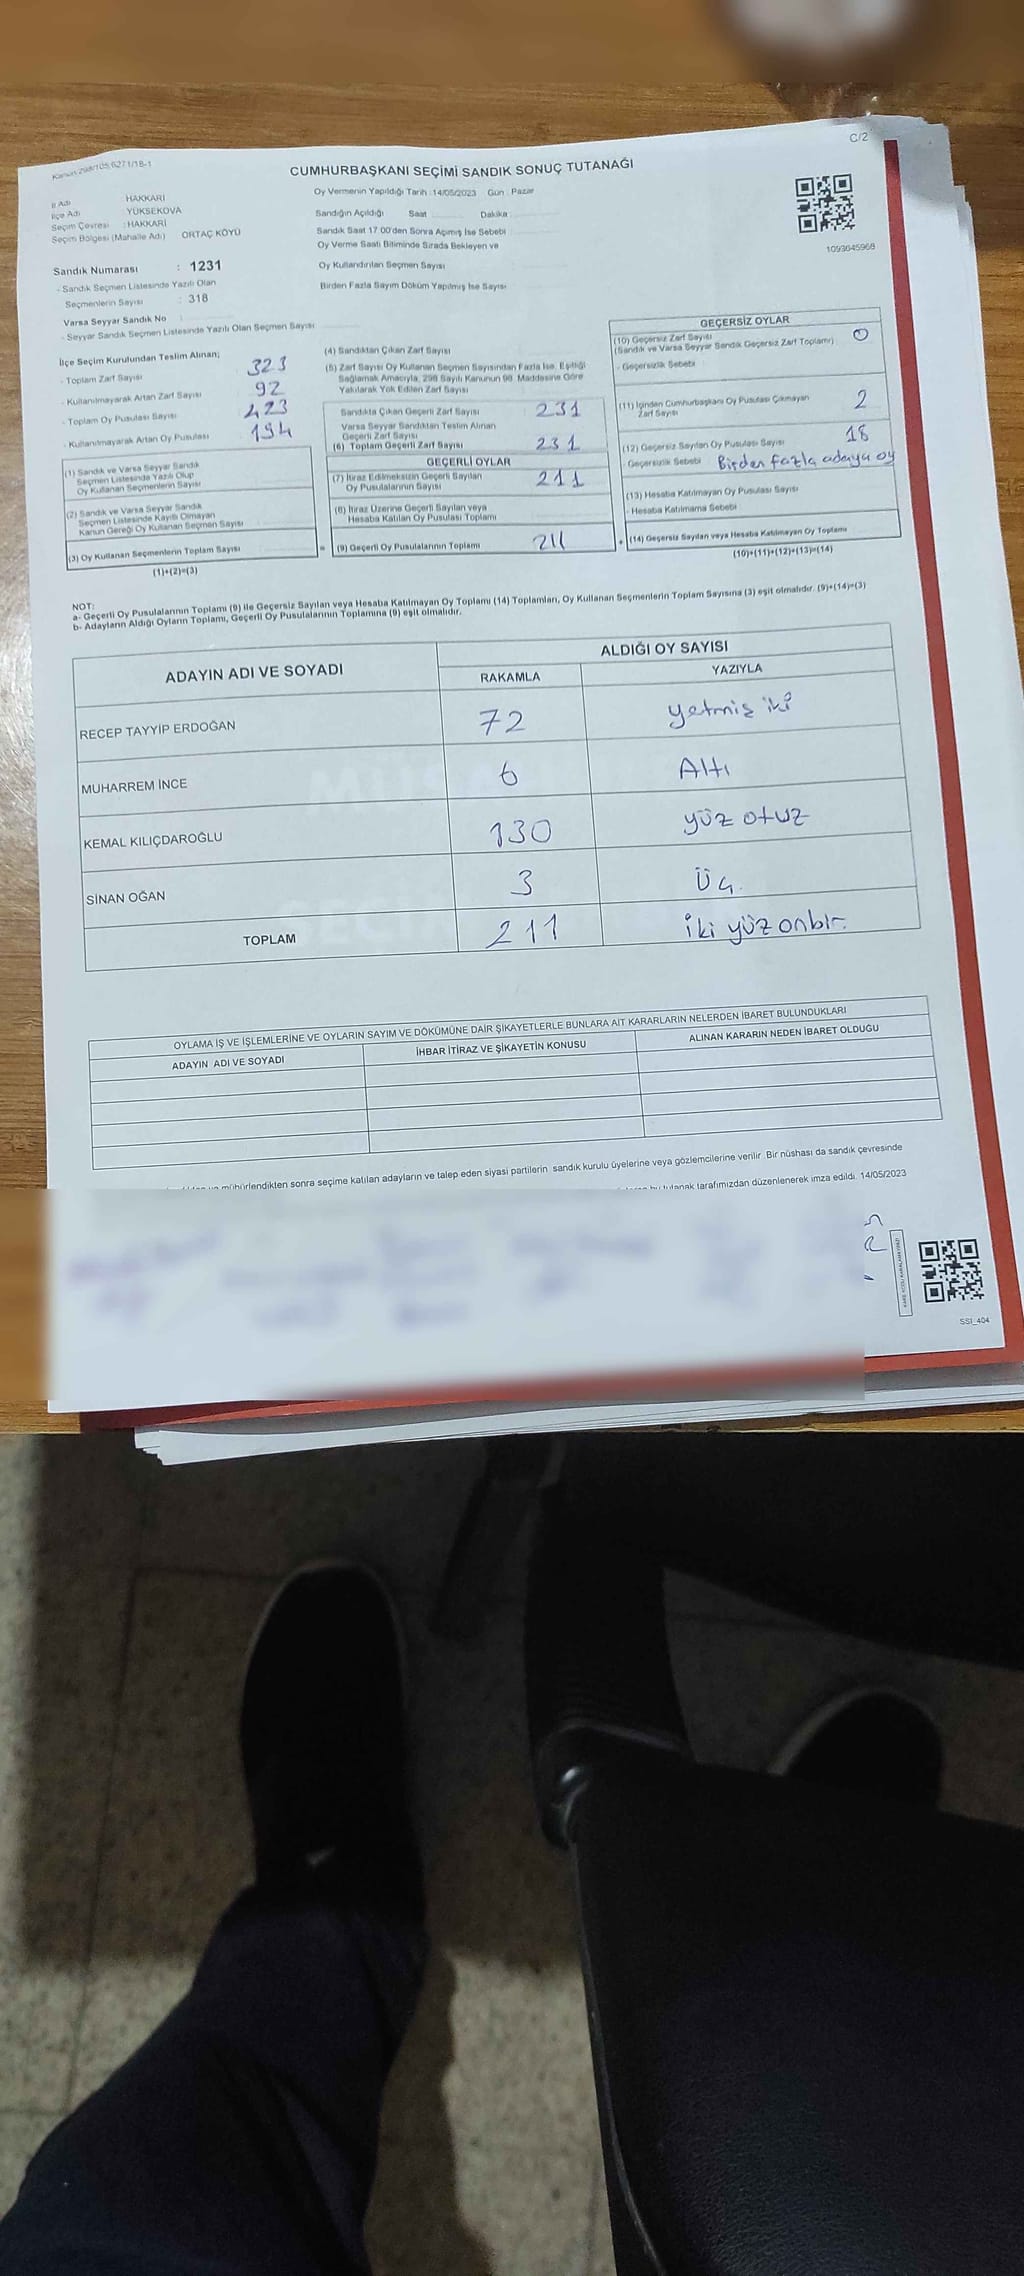 C/2
Kanun 298/105;6271/18-1
CUMHURBAŞKANI SEÇİMİ SANDIK SONUÇ TUTANAĞI
Oy Vermenin Yapıldığı Tarih :14/05/2023 Gün : Pazar
İl Adı HAKKARİ
İlçe Adı YÜKSEKOVA
Seçim Çevresi : HAKKARİ
Seçim Bölgesi (Mahalle Adı) ORTAÇ KÖYÜ
Sandık Numarası : 1231
- Sandık Seçmen Listesinde Yazılı Olan
Seçmenlerin Sayısı : 318
Varsa Seyyar Sandık No
- Seyyar Sandık Seçmen Listesinde Yazılı Olan Seçmen Sayısı
Sandığın Açıldığı Saat Dakika
Sandık Saat 17:00'den Sonra Açımış İse Sebebi
Oy Verme Saati Bitiminde Sırada Bekleyen ve
Oy Kullandırılan Seçmen Sayısı
Birden Fazla Sayım Döküm Yapılmış İse Sayısı
1093645968
İlçe Seçim Kurulundan Teslim Alınan;
- Toplam Zarf Sayısı 323
- Kullanılmayarak Artan Zarf Sayısı 92
- Toplam Oy Pusulası Sayısı 423
- Kullanılmayarak Artan Oy Pusulası 194
(1) Sandık ve Varsa Seyyar Sandık
Seçmen Listesinde Yazılı Olup
Oy Kullanan Seçmenlerin Sayısı
(2) Sandık ve Varsa Seyyar Sandık
Seçmen Listesinde Kayıtlı Olmayan
Kanun Gereği Oy Kullanan Seçmen Sayısı
(3) Oy Kullanan Seçmenlerin Toplam Sayısı
(1)+(2)=(3)
(4) Sandıktan Çıkan Zarf Sayısı
(5) Zarf Sayısı Oy Kullanan Seçmen Sayısından Fazla İse, Eşitliği
Sağlamak Amacıyla, 298 Sayılı Kanunun 98. Maddesine Göre
Yakılarak Yok Edilen Zarf Sayısı
Sandıkta Çıkan Geçerli Zarf Sayısı 231
Varsa Seyyar Sandıktan Teslim Alınan
Geçerli Zarf Sayısı
(6) Toplam Geçerli Zarf Sayısı 231
GEÇERLİ OYLAR
(7) İtiraz Edilmeksizin Geçerli Sayılan
Oy Pusulalarının Sayısı 211
(8) İtiraz Üzerine Geçerli Sayılan veya
Hesaba Katılan Oy Pusulası Toplamı
= (9) Geçerli Oy Pusulalarının Toplamı 211 +
GEÇERSİZ OYLAR
(10) Geçersiz Zarf Sayısı 0
(Sandık ve Varsa Seyyar Sandık Geçersiz Zarf Toplamı)
- Geçersizlik Sebebi
(11) İçinden Cumhurbaşkanı Oy Pusulası Çıkmayan
Zarf Sayısı 2
(12) Geçersiz Sayılan Oy Pusulası Sayısı 18
- Geçersizlik Sebebi Birden fazla adaya oy
(13) Hesaba Katılmayan Oy Pusulası Sayısı
- Hesaba Katılmama Sebebi
(14) Geçersiz Sayılan veya Hesaba Katılmayan Oy Toplamı
(10)+(11)+(12)+(13)=(14)
NOT:
a- Geçerli Oy Pusulalarının Toplamı (9) ile Geçersiz Sayılan veya Hesaba Katılmayan Oy Toplamı (14) Toplamları, Oy Kullanan Seçmenlerin Toplam Sayısına (3) eşit olmalıdır. (9)+(14)=(3)
b- Adayların Aldığı Oyların Toplamı, Geçerli Oy Pusulalarının Toplamına (9) eşit olmalıdır.
ADAYIN ADI VE SOYADI ALDIĞI OY SAYISI
RAKAMLA YAZIYLA
RECEP TAYYİP ERDOĞAN 72 yetmiş iki
MUHARREM İNCE 6 Altı
KEMAL KILIÇDAROĞLU 130 yüz otuz
SİNAN OĞAN 3 Üç.
TOPLAM 211 iki yüz onbir
OYLAMA İŞ VE İŞLEMLERİNE VE OYLARIN SAYIM VE DÖKÜMÜNE DAİR ŞİKAYETLERLE BUNLARA AİT KARARLARIN NELERDEN İBARET BULUNDUKLARI
ADAYIN ADI VE SOYADI İHBAR İTİRAZ VE ŞİKAYETİN KONUSU ALINAN KARARIN NEDEN İBARET OLDUĞU
mühürlendikten sonra seçime katılan adayların ve talep eden siyasi partilerin sandık kurulu üyelerine veya gözlemcilerine verilir. Bir nüshası da sandık çevresinde
tutanak tarafımızdan düzenlenerek imza edildi. 14/05/2023
SSI_404